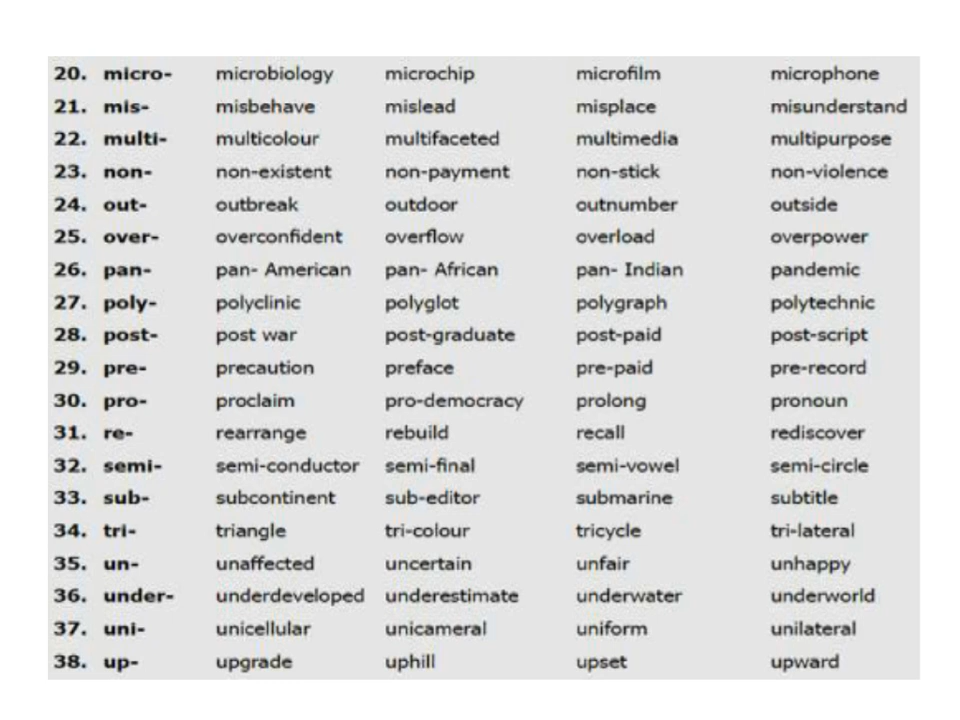 20. micro- microbiology microchip microfilm microphone
21. mis- misbehave mislead misplace misunderstand
22. multi- multicolour multifaceted multimedia multipurpose
23. non- non-existent non-payment non-stick non-violence
24. out- outbreak outdoor outnumber outside
25. over- overconfident overflow overload overpower
26. pan- pan- American pan- African pan- Indian pandemic
27. poly- polyclinic polyglot polygraph polytechnic
28. post- post war post-graduate post-paid post-script
29. pre- precaution preface pre-paid pre-record
30. pro- proclaim pro-democracy prolong pronoun
31. re- rearrange rebuild recall rediscover
32. semi- semi-conductor semi-final semi-vowel semi-circle
33. sub- subcontinent sub-editor submarine subtitle
34. tri- triangle tri-colour tricycle tri-lateral
35. un- unaffected uncertain unfair unhappy
36. under- underdeveloped underestimate underwater underworld
37. uni- unicellular unicameral uniform unilateral
38. up- upgrade uphill upset upward